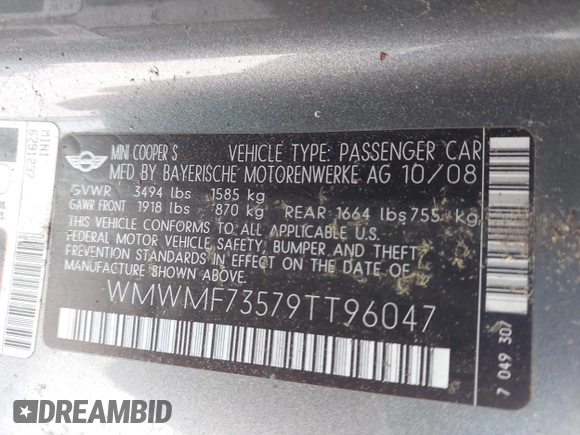 MINI COOPER S VEHICLE TYPE: PASSENGER CAR
MFD BY BAYERISCHE MOTORENWERKE AG 10/08
GVWR 3494 lbs 1585 kg
GAWR FRONT 1918 lbs 870 kg REAR 1664 lbs 755 kg
THIS VEHICLE CONFORMS TO ALL APPLICABLE U.S.
FEDERAL MOTOR VEHICLE SAFETY, BUMPER AND THEFT
PREVENTION STANDARDS IN EFFECT ON THE DATE OF
MANUFACTURE SHOWN ABOVE.
WMWMF73579TT96047
7 049 307
MINI
DREAMBID